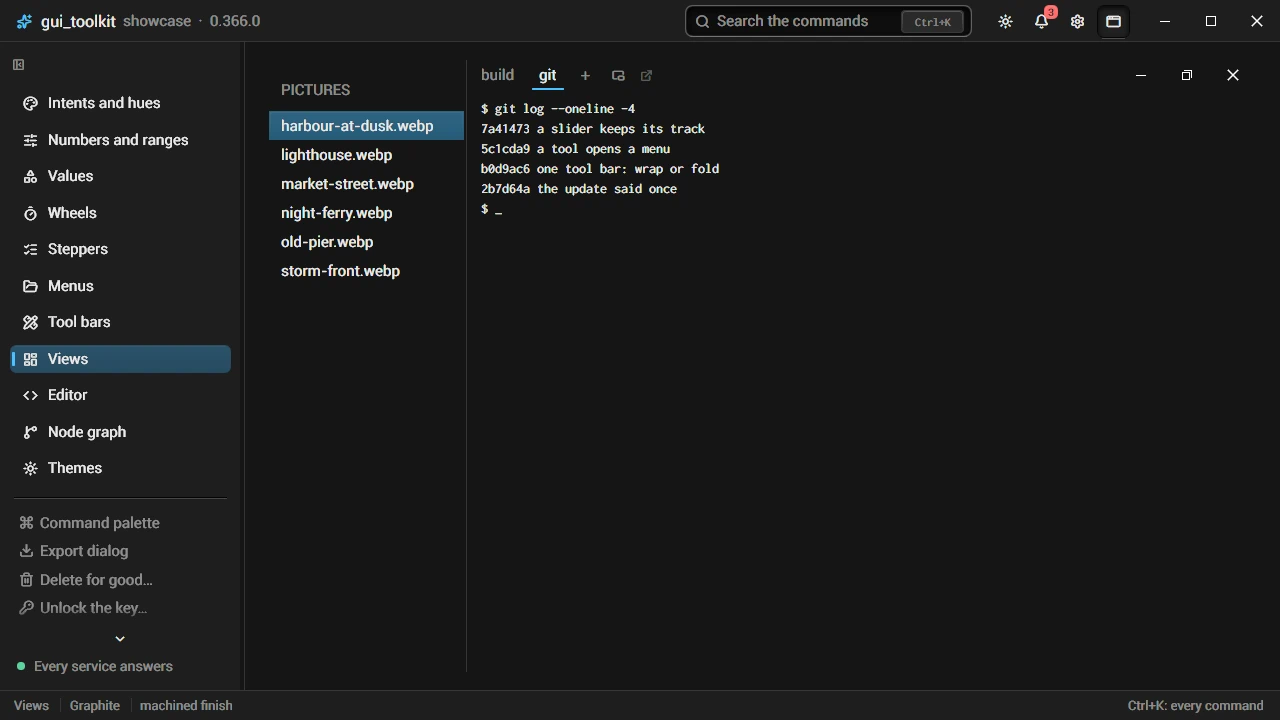 gui_toolkit showcase · 0.366.0
Search the commands Ctrl+K
3
Intents and hues
Numbers and ranges
Values
Wheels
Steppers
Menus
Tool bars
Views
Editor
Node graph
Themes
Command palette
Export dialog
Delete for good...
Unlock the key...
Every service answers
PICTURES
harbour-at-dusk.webp
lighthouse.webp
market-street.webp
night-ferry.webp
old-pier.webp
storm-front.webp
build git +
$ git log --oneline -4
7a41473 a slider keeps its track
5c1cda9 a tool opens a menu
b0d9ac6 one tool bar: wrap or fold
2b7d64a the update said once
$ _
Views Graphite machined finish
Ctrl+K: every command